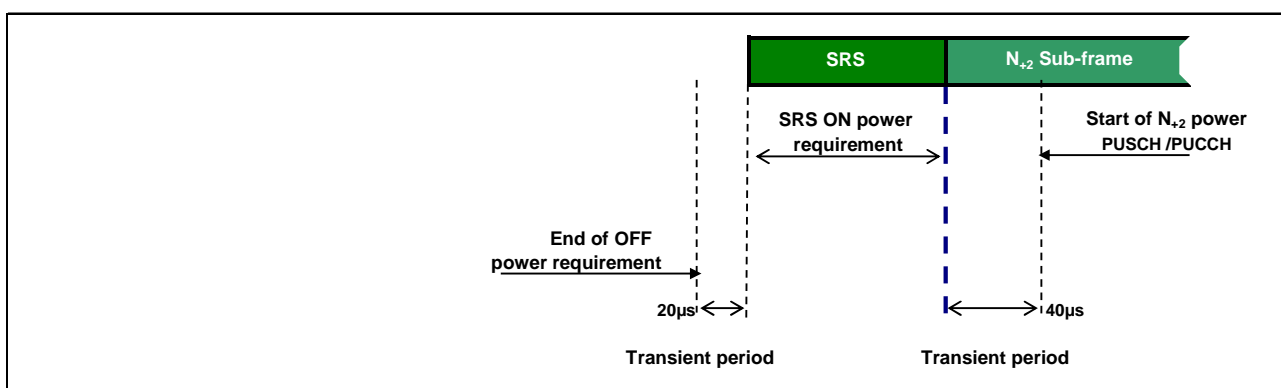 SRS
N+2 Sub-frame
SRS ON power
requirement
Start of N+2 power
PUSCH /PUCCH
End of OFF
power requirement
20µs
40µs
Transient period
Transient period